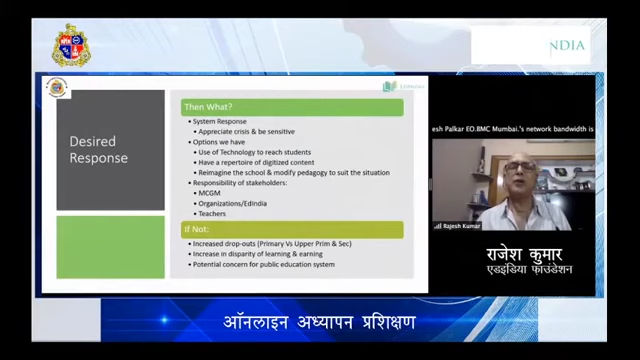 NDIA
Desired
Response
Then What?
• System Response
• Appreciate crisis & be sensitive
• Options we have
• Use of Technology to reach students
• Have a repertoire of digitized content
• Reimagine the school & modify pedagogy to suit the situation
• Responsibility of stakeholders:
• MCGM
• Organizations/EdIndia
• Teachers
If Not:
• Increased drop-outs (Primary Vs Upper Prim & Sec)
• Increase in disparity of learning & earning
• Potential concern for public education system
esh Palkar EO.BMC Mumbai.'s network bandwidth is
Rajesh Kumar
राजेश कुमार
एडइंडिया फाउंडेशन
ऑनलाइन अध्यापन प्रशिक्षण